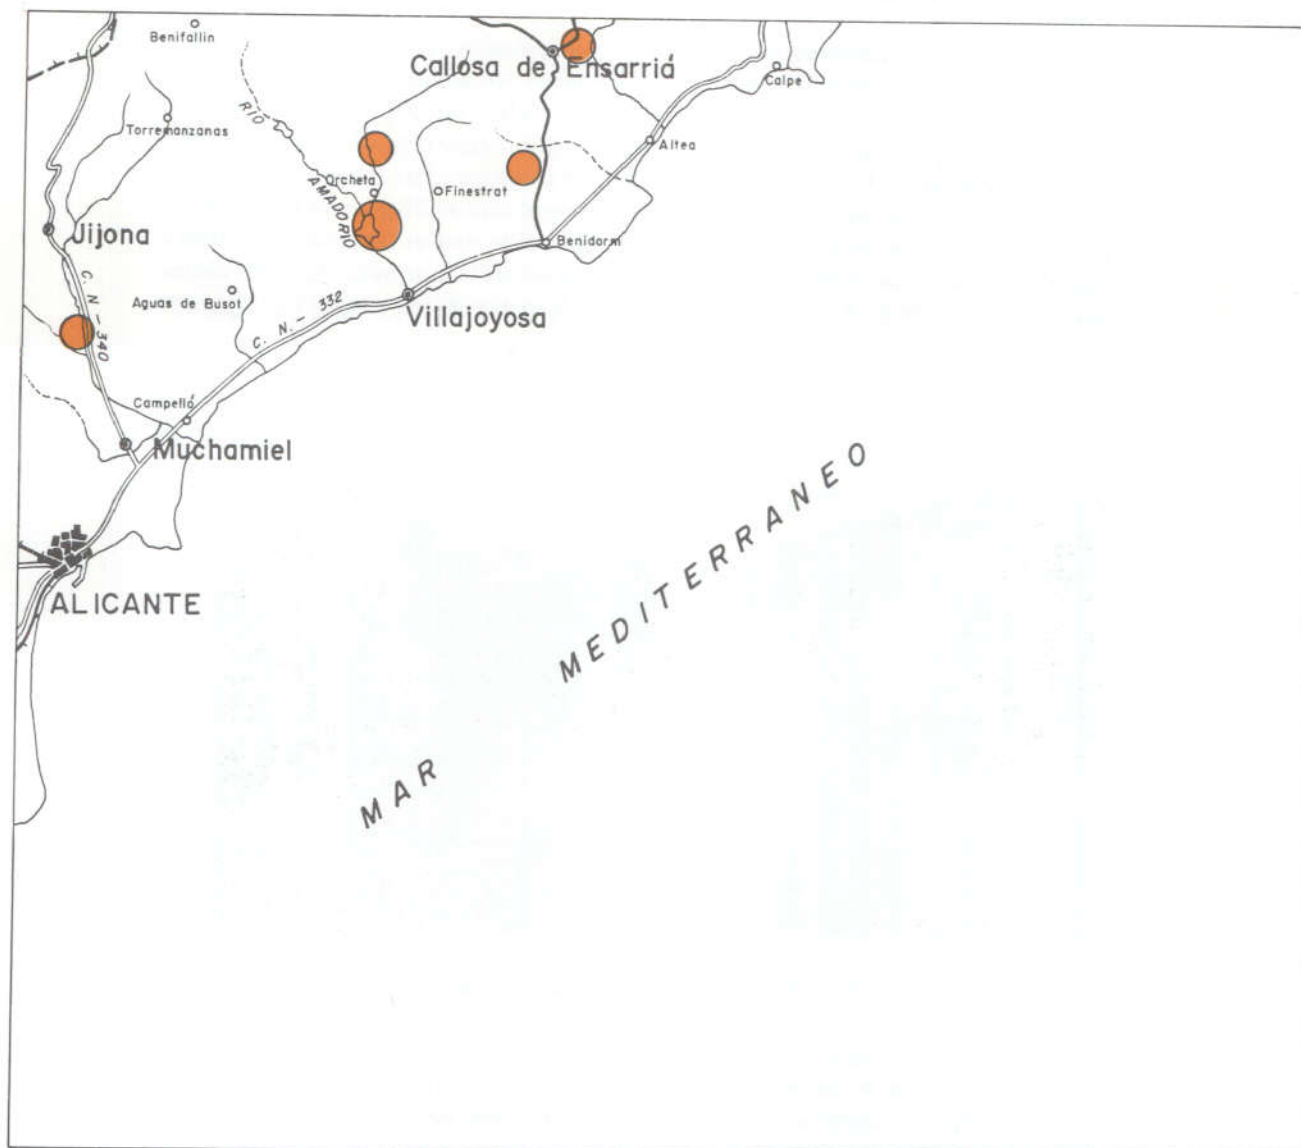 Benifallin
Callosa de Ensarriá
Calpe
RIO
Torremanzanas
Altea
Orcheta
Finestrat
AMADORIO
Jijona
Benidorm
C. N - 340
Aguas de Busot
C. N. - 332
Villajoyosa
Campelló
Muchamiel
ALICANTE
MAR MEDITERRANEO